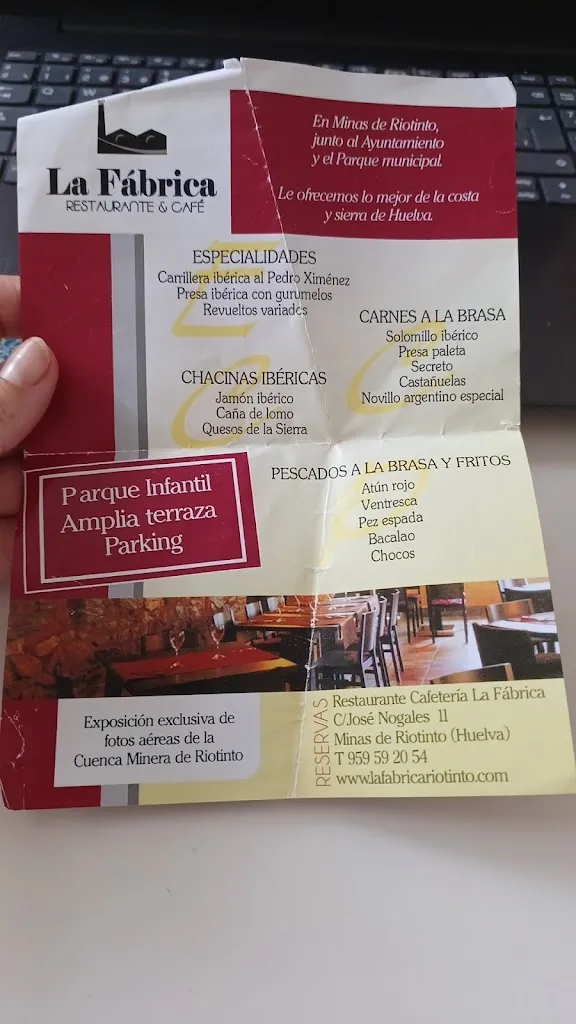 La Fábrica
RESTAURANTE & CAFÉ
En Minas de Riotinto,
junto al Ayuntamiento
y el Parque municipal.
Le ofrecemos lo mejor de la costa
y sierra de Huelva.
ESPECIALIDADES
Carrillera ibérica al Pedro Ximénez
Presa ibérica con gurumelos
Revueltos variados
CARNES A LA BRASA
Solomillo ibérico
Presa paleta
Secreto
Castañuelas
Novillo argentino especial
CHACINAS IBÉRICAS
Jamón ibérico
Caña de lomo
Quesos de la Sierra
Parque Infantil
Amplia terraza
Parking
PESCADOS A LA BRASA Y FRITOS
Atún rojo
Ventresca
Pez espada
Bacalao
Chocos
Exposición exclusiva de
fotos aéreas de la
Cuenca Minera de Riotinto
RESERVAS
Restaurante Cafetería La Fábrica
C/José Nogales 11
Minas de Riotinto (Huelva)
T 959 59 20 54
www.lafabricariotinto.com